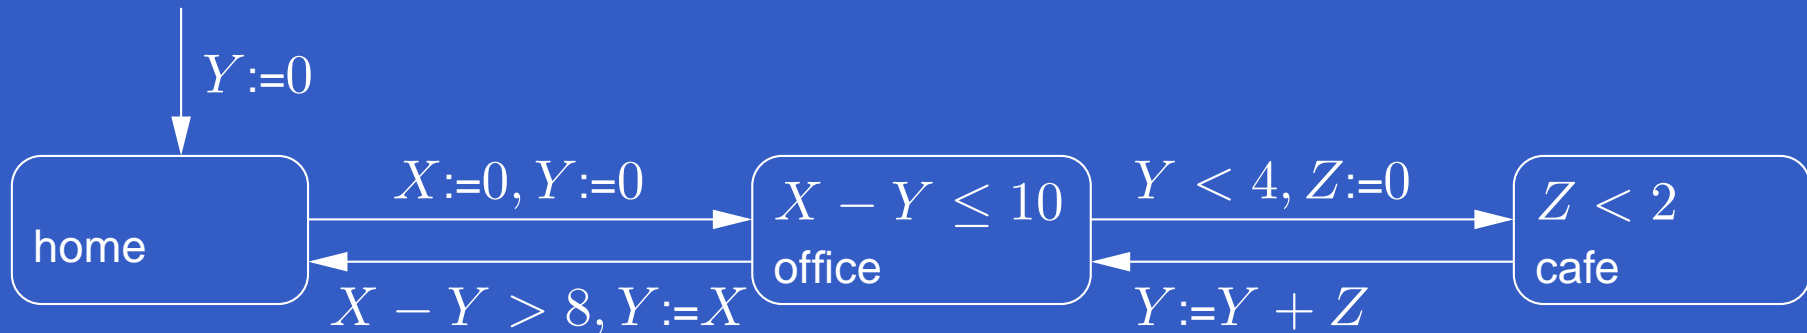 Y:=0
X:=0, Y:=0
Y < 4, Z:=0
X − Y ≤ 10
Z < 2
home
office
cafe
X − Y > 8, Y:=X
Y:=Y + Z